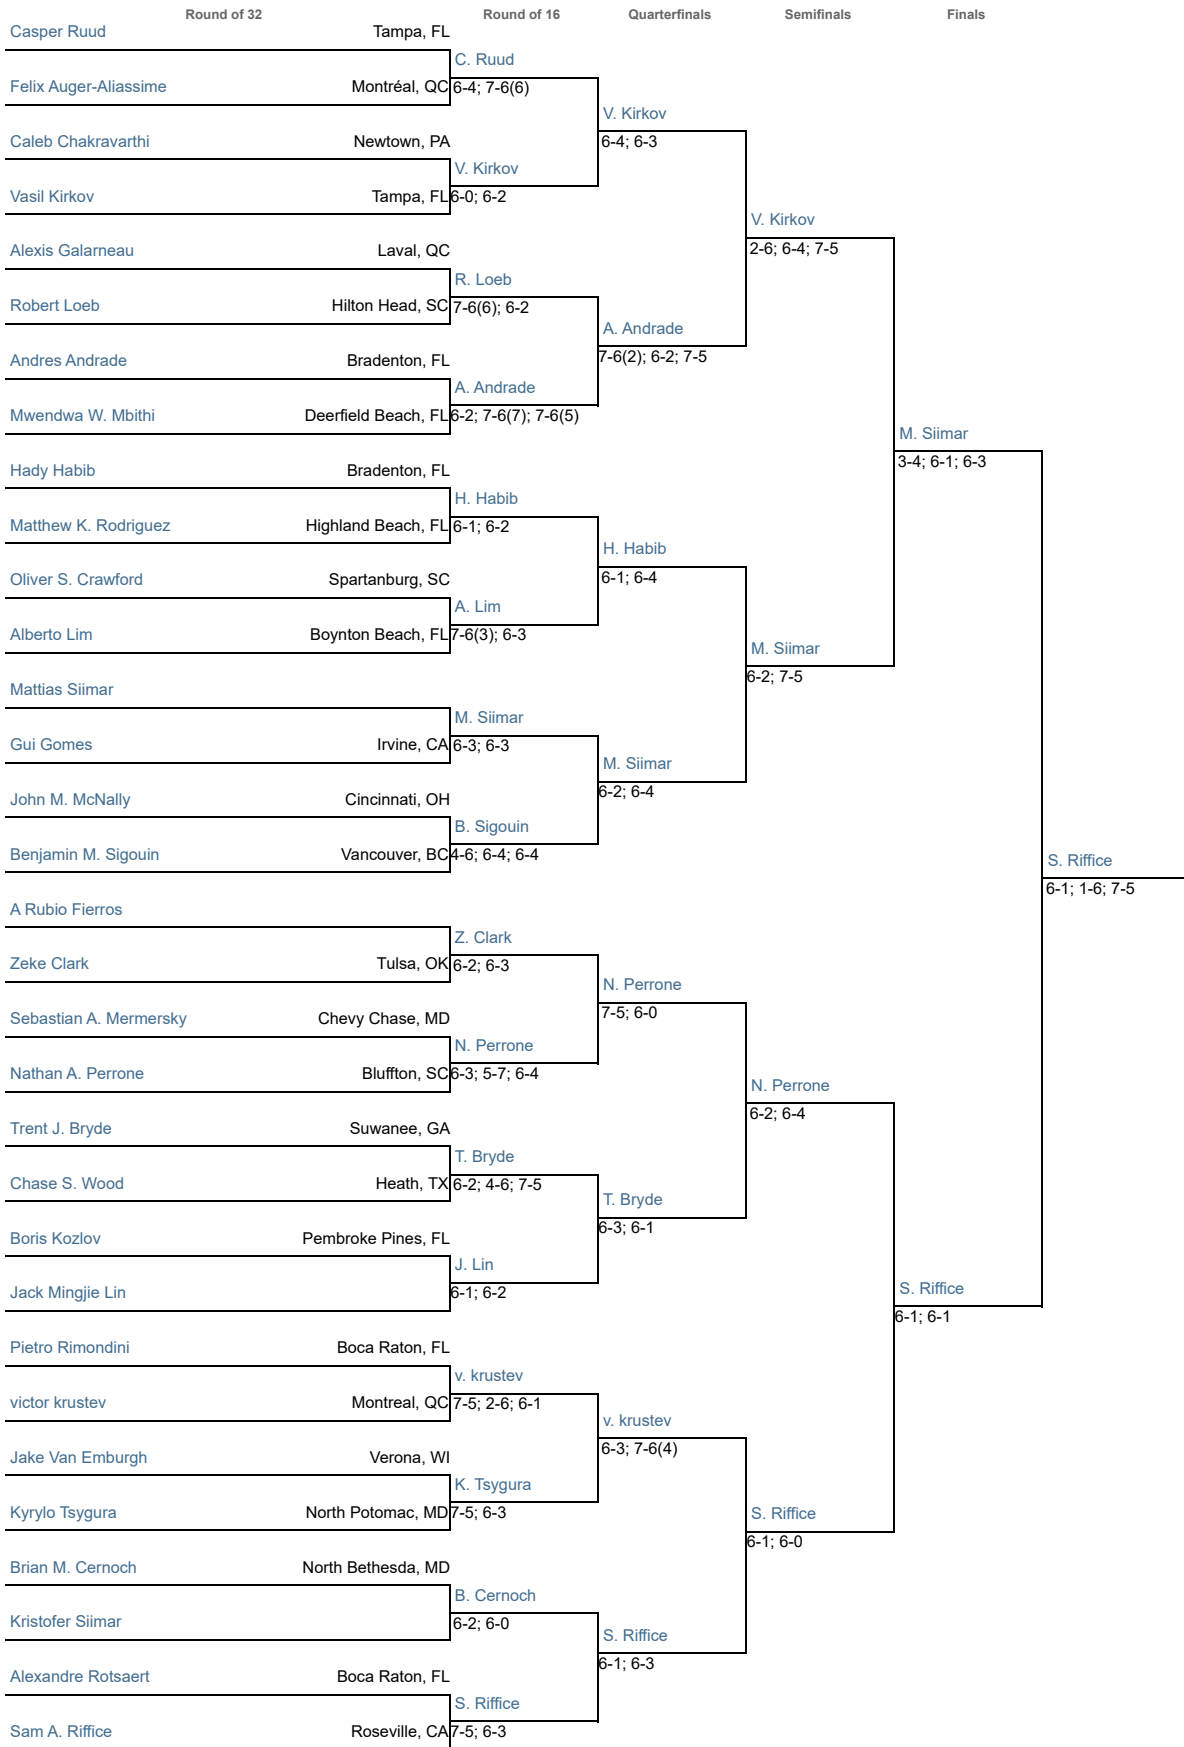 Round of 32 Round of 16 Quarterfinals Semifinals Finals
Casper Ruud Tampa, FL
C. Ruud
Felix Auger-Aliassime Montréal, QC 6-4; 7-6(6)
V. Kirkov
Caleb Chakravarthi Newtown, PA 6-4; 6-3
V. Kirkov
Vasil Kirkov Tampa, FL 6-0; 6-2
V. Kirkov
Alexis Galarneau Laval, QC 2-6; 6-4; 7-5
R. Loeb
Robert Loeb Hilton Head, SC 7-6(6); 6-2
A. Andrade
Andres Andrade Bradenton, FL 7-6(2); 6-2; 7-5
A. Andrade
Mwendwa W. Mbithi Deerfield Beach, FL 6-2; 7-6(7); 7-6(5)
M. Siimar
Hady Habib Bradenton, FL 3-4; 6-1; 6-3
H. Habib
Matthew K. Rodriguez Highland Beach, FL 6-1; 6-2
H. Habib
Oliver S. Crawford Spartanburg, SC 6-1; 6-4
A. Lim
Alberto Lim Boynton Beach, FL 7-6(3); 6-3
M. Siimar
Mattias Siimar 6-2; 7-5
M. Siimar
Gui Gomes Irvine, CA 6-3; 6-3
M. Siimar
John M. McNally Cincinnati, OH 6-2; 6-4
B. Sigouin
Benjamin M. Sigouin Vancouver, BC 4-6; 6-4; 6-4
S. Riffice
6-1; 1-6; 7-5
A Rubio Fierros
Z. Clark
Zeke Clark Tulsa, OK 6-2; 6-3
N. Perrone
Sebastian A. Mermersky Chevy Chase, MD 7-5; 6-0
N. Perrone
Nathan A. Perrone Bluffton, SC 6-3; 5-7; 6-4
N. Perrone
Trent J. Bryde Suwanee, GA 6-2; 6-4
T. Bryde
Chase S. Wood Heath, TX 6-2; 4-6; 7-5
T. Bryde
Boris Kozlov Pembroke Pines, FL 6-3; 6-1
J. Lin
Jack Mingjie Lin 6-1; 6-2
S. Riffice
6-1; 6-1
Pietro Rimondini Boca Raton, FL
v. krustev
victor krustev Montreal, QC 7-5; 2-6; 6-1
v. krustev
Jake Van Emburgh Verona, WI 6-3; 7-6(4)
K. Tsygura
Kyrylo Tsygura North Potomac, MD 7-5; 6-3
S. Riffice
6-1; 6-0
Brian M. Cernoch North Bethesda, MD
B. Cernoch
Kristofer Siimar 6-2; 6-0
S. Riffice
Alexandre Rotsaert Boca Raton, FL 6-1; 6-3
S. Riffice
Sam A. Riffice Roseville, CA 7-5; 6-3